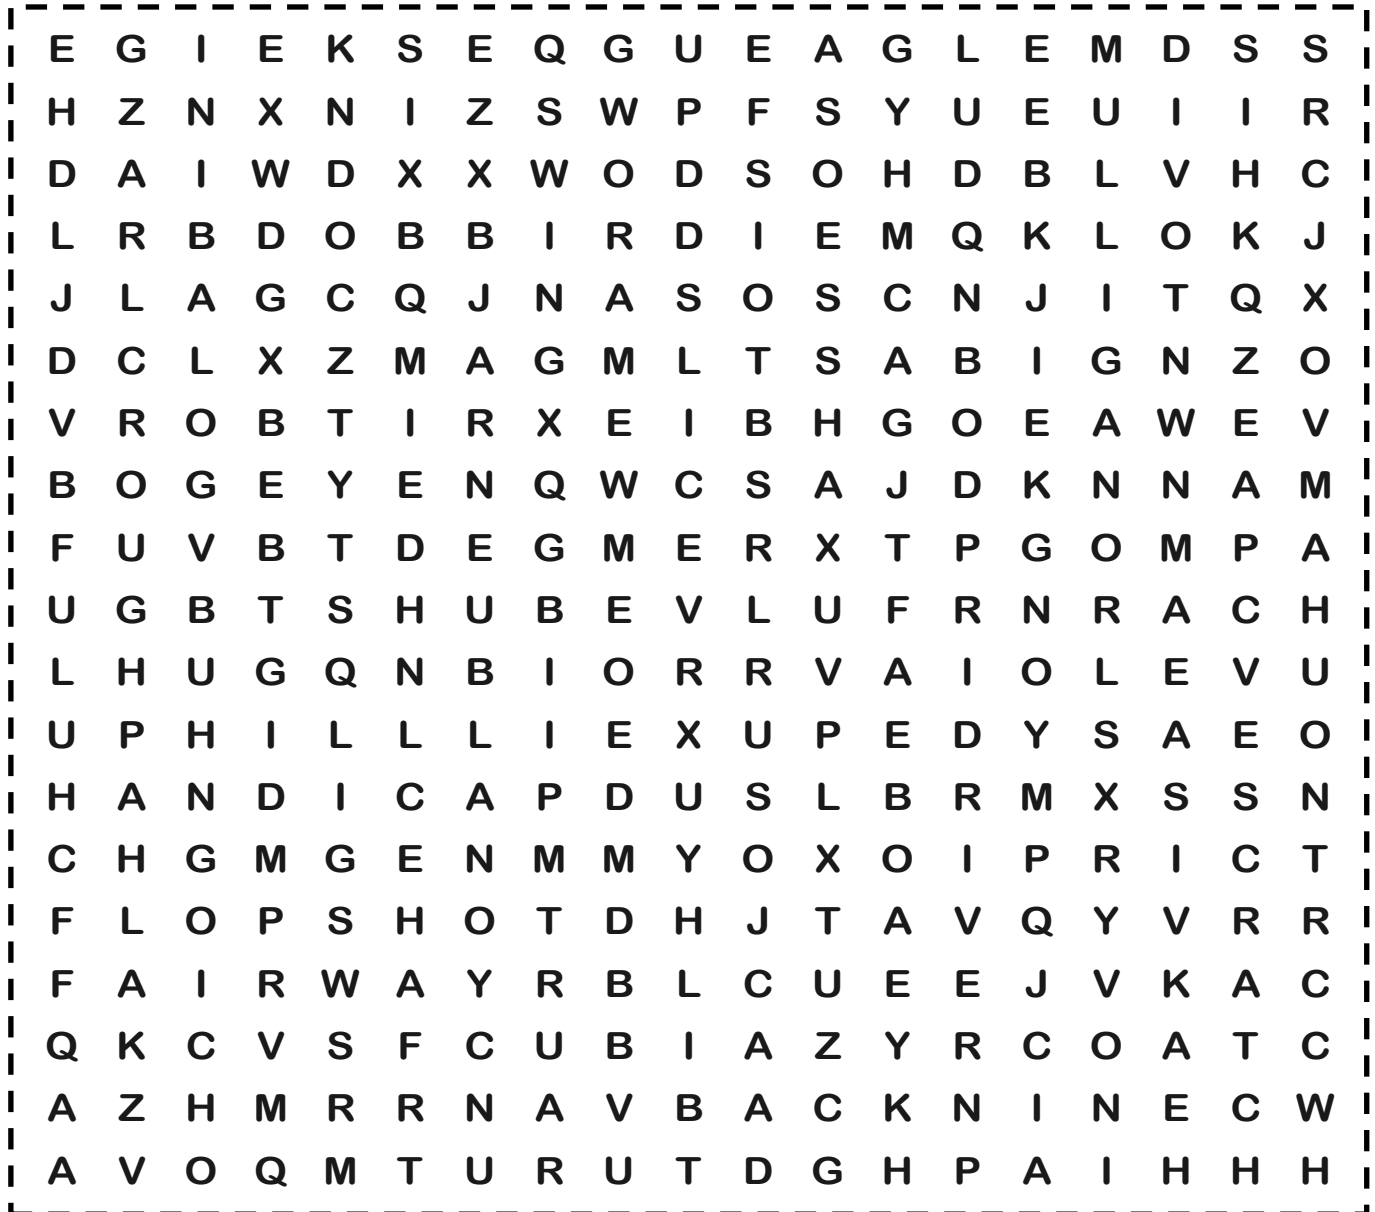 E G I E K S E Q G U E A G L E M D S S
H Z N X N I Z S W P F S Y U E U I I R
D A I W D X X W O D S O H D B L V H C
L R B D O B B I R D I E M Q K L O K J
J L A G C Q J N A S O S C N J I T Q X
D C L X Z M A G M L T S A B I G N Z O
V R O B T I R X E I B H G O E A W E V
B O G E Y E N Q W C S A J D K N N A M
F U V B T D E G M E R X T P G O M P A
U G B T S H U B E V L U F R N R A C H
L H U G Q N B I O R R V A I O L E V U
U P H I L L L I E X U P E D Y S A E O
H A N D I C A P D U S L B R M X S S N
C H G M G E N M M Y O X O I P R I C T
F L O P S H O T D H J T A V Q Y V R R
F A I R W A Y R B L C U E E J V K A C
Q K C V S F C U B I A Z Y R C O A T C
A Z H M R R N A V B A C K N I N E C W
A V O Q M T U R U T D G H P A I H H H